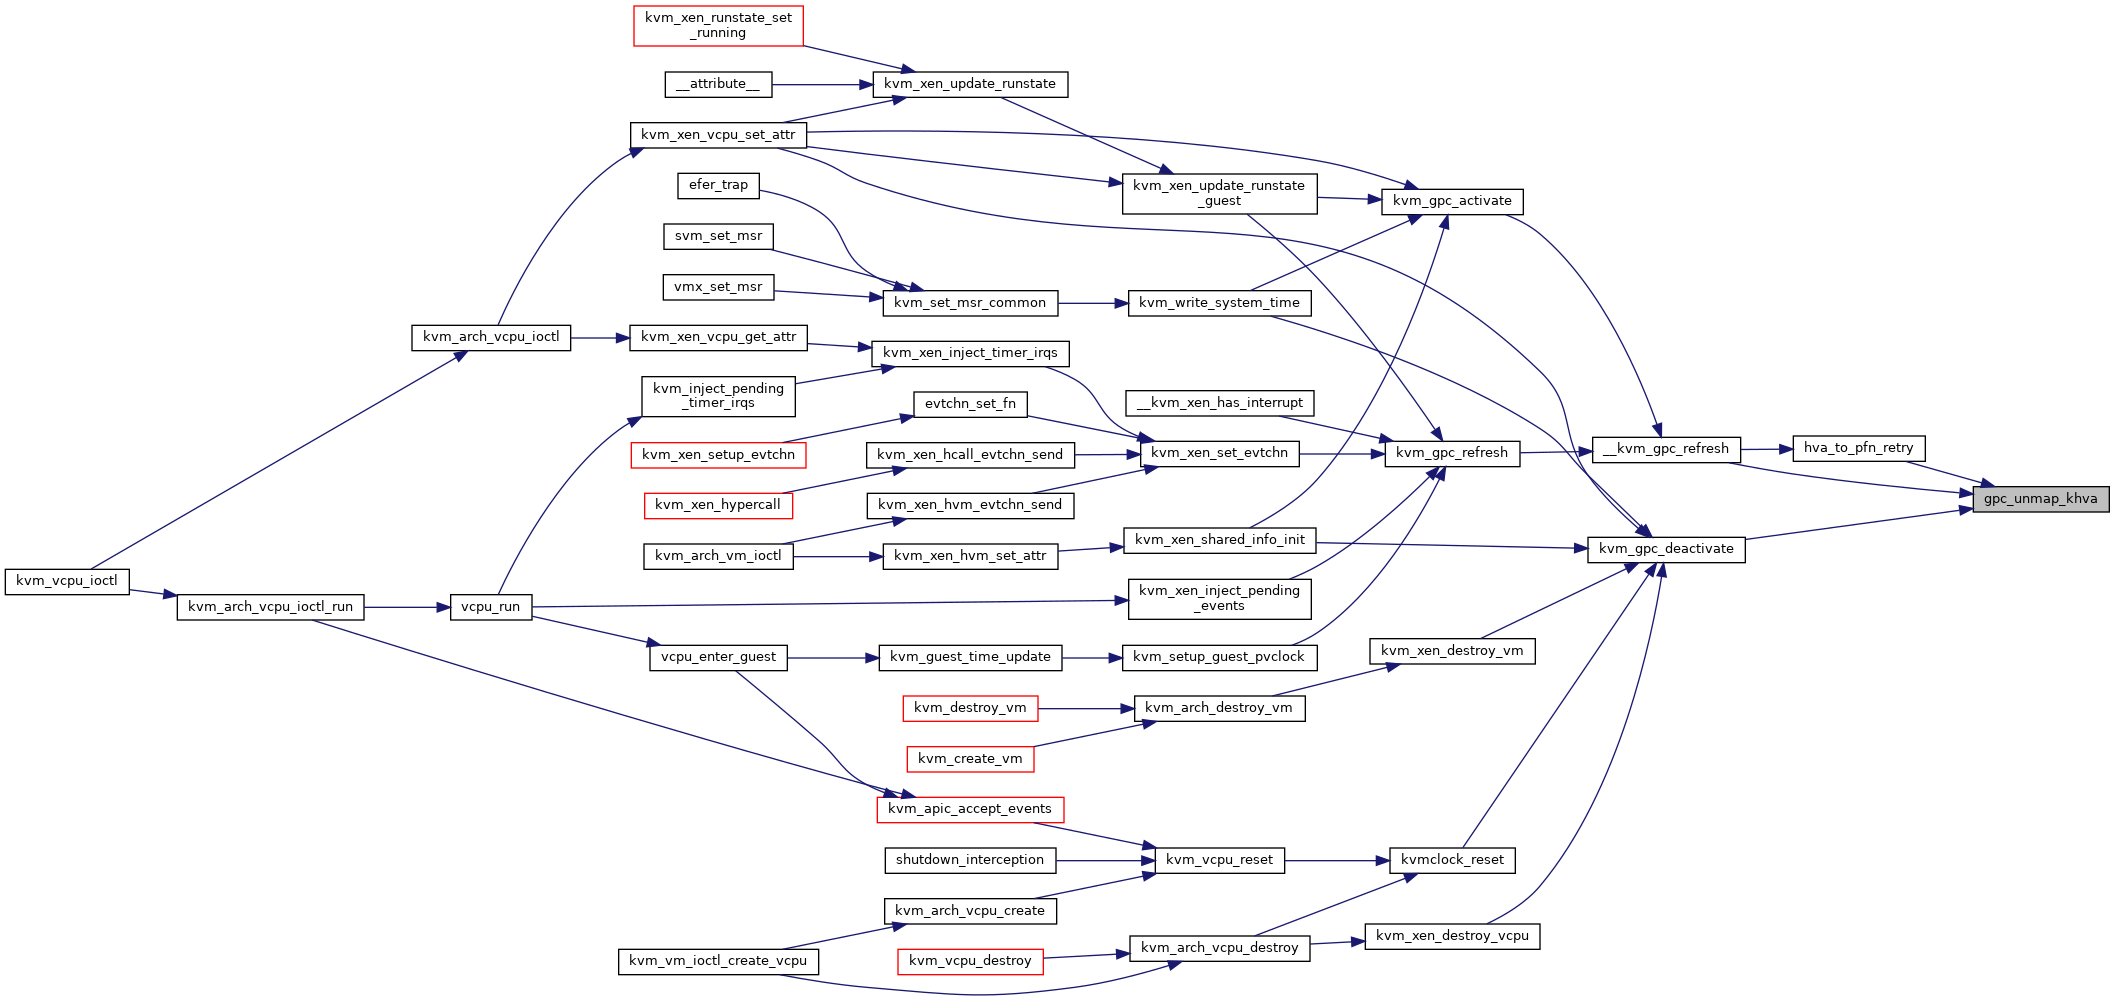 kvm_xen_runstate_set
_running
__attribute__
kvm_xen_update_runstate
kvm_xen_vcpu_set_attr
efer_trap
kvm_xen_update_runstate
_guest
kvm_gpc_activate
svm_set_msr
vmx_set_msr
kvm_set_msr_common
kvm_write_system_time
kvm_arch_vcpu_ioctl
kvm_xen_vcpu_get_attr
kvm_xen_inject_timer_irqs
kvm_inject_pending
_timer_irqs
evtchn_set_fn
__kvm_xen_has_interrupt
kvm_xen_setup_evtchn
kvm_xen_hcall_evtchn_send
kvm_xen_set_evtchn
kvm_gpc_refresh
__kvm_gpc_refresh
hva_to_pfn_retry
gpc_unmap_khva
kvm_xen_hypercall
kvm_xen_hvm_evtchn_send
kvm_arch_vm_ioctl
kvm_xen_hvm_set_attr
kvm_xen_shared_info_init
kvm_gpc_deactivate
kvm_vcpu_ioctl
kvm_arch_vcpu_ioctl_run
vcpu_run
kvm_xen_inject_pending
_events
vcpu_enter_guest
kvm_guest_time_update
kvm_setup_guest_pvclock
kvm_xen_destroy_vm
kvm_destroy_vm
kvm_arch_destroy_vm
kvm_create_vm
kvm_apic_accept_events
shutdown_interception
kvm_vcpu_reset
kvmclock_reset
kvm_arch_vcpu_create
kvm_vm_ioctl_create_vcpu
kvm_vcpu_destroy
kvm_arch_vcpu_destroy
kvm_xen_destroy_vcpu